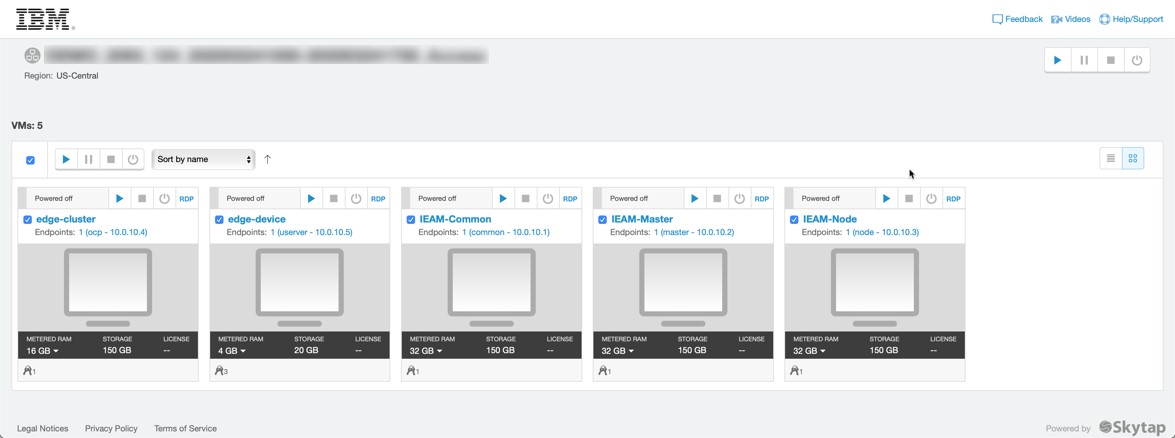 IBM.
Feedback Videos Help/Support
Region: US-Central
VMs: 5
Sort by name
Powered off RDP Powered off RDP Powered off RDP Powered off RDP Powered off RDP
edge-cluster edge-device IEAM-Common IEAM-Master IEAM-Node
Endpoints: 1 (ocp - 10.0.10.4) Endpoints: 1 (userver - 10.0.10.5) Endpoints: 1 (common - 10.0.10.1) Endpoints: 1 (master - 10.0.10.2) Endpoints: 1 (node - 10.0.10.3)
METERED RAM STORAGE LICENSE METERED RAM STORAGE LICENSE METERED RAM STORAGE LICENSE METERED RAM STORAGE LICENSE METERED RAM STORAGE LICENSE
16 GB 150 GB -- 4 GB 20 GB -- 32 GB 150 GB -- 32 GB 150 GB -- 32 GB 150 GB --
1 3 1 1 1
Legal Notices Privacy Policy Terms of Service Powered by Skytap